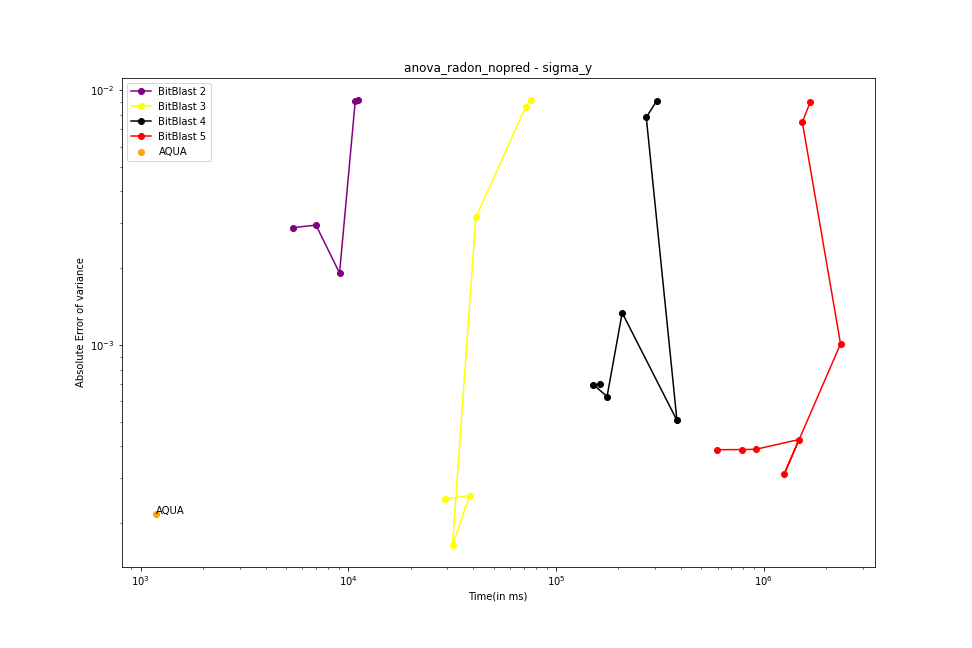 anova_radon_nopred - sigma_y
BitBlast 2
BitBlast 3
BitBlast 4
BitBlast 5
AQUA
Absolute Error of variance
10⁻²
10⁻³
AQUA
10³ 10⁴ 10⁵ 10⁶
Time(in ms)